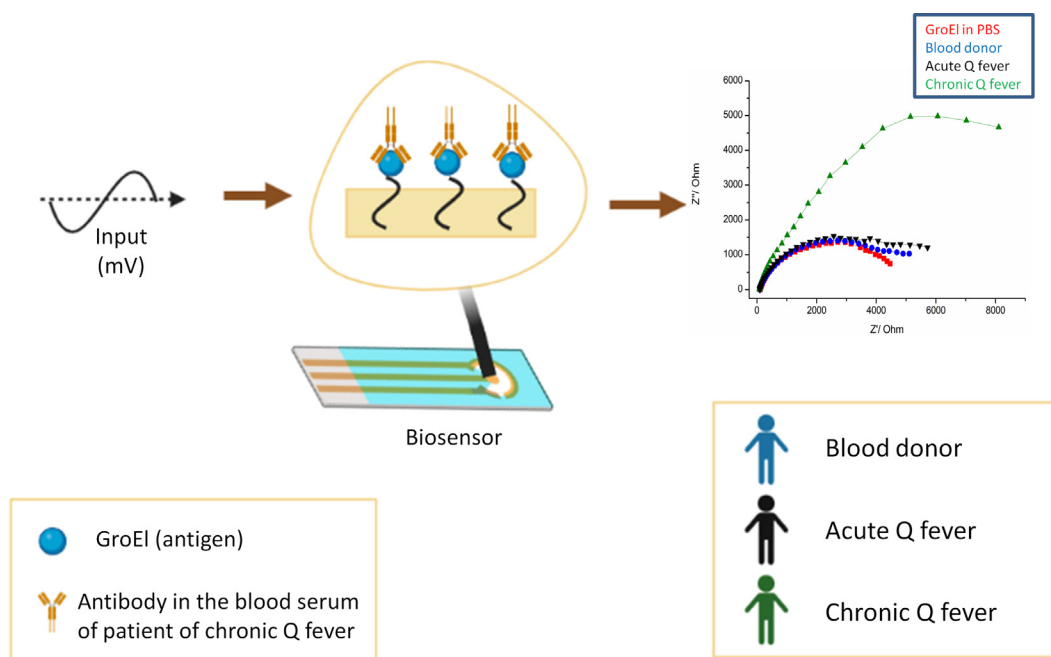 GroEl in PBS
Blood donor
Acute Q fever
Chronic Q fever
6000
5000
4000
3000
2000
1000
0
Z"/ Ohm
0 2000 4000 6000 8000
Z'/ Ohm
Input
(mV)
Biosensor
GroEl (antigen)
Antibody in the blood serum
of patient of chronic Q fever
Blood donor
Acute Q fever
Chronic Q fever